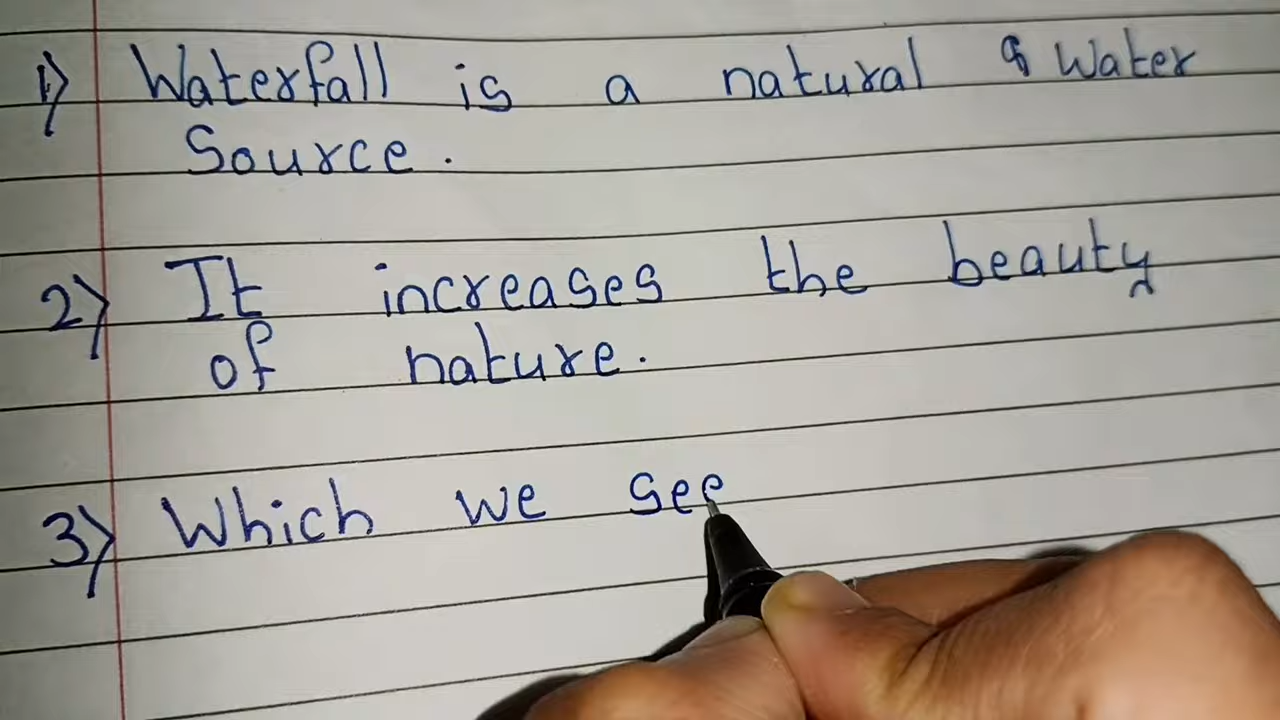 1) Waterfall is a natural Water
Source.
2) It increases the beauty
of nature.
3) Which we see